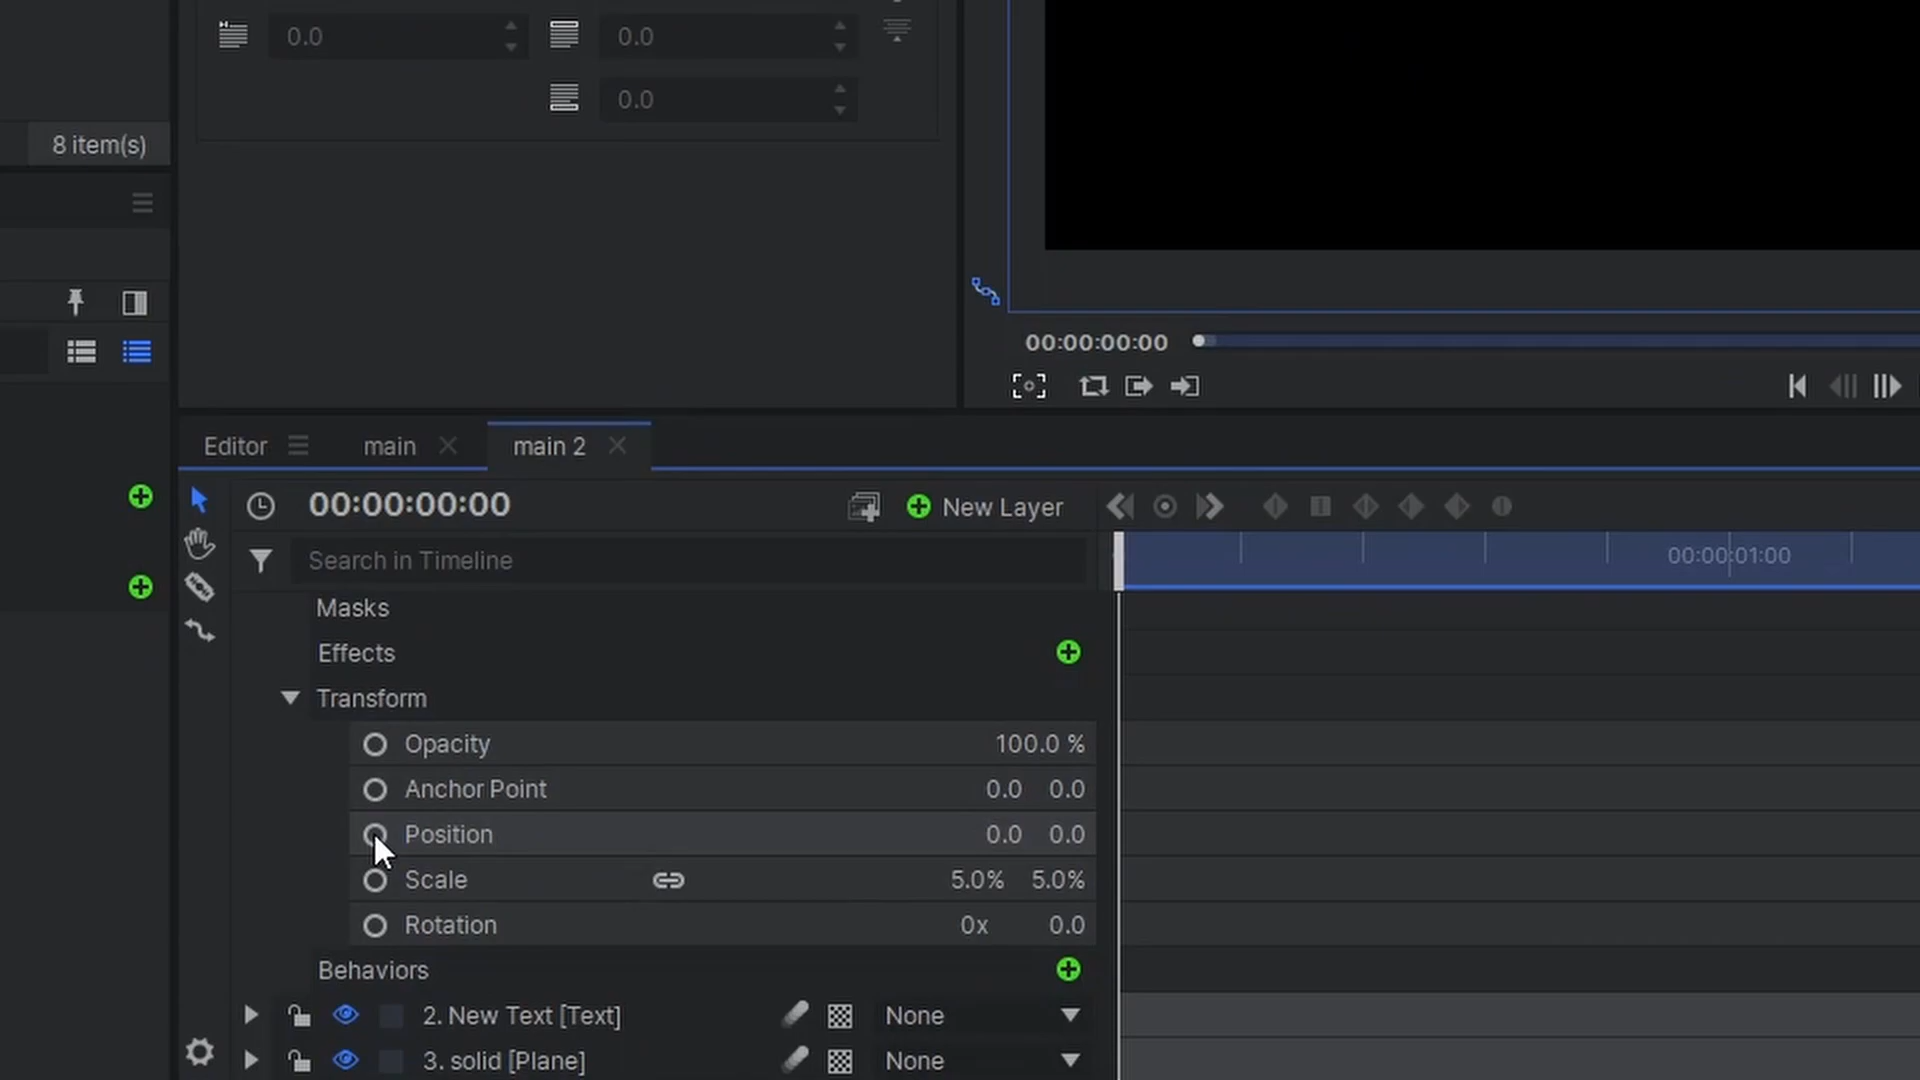 0.0 0.0
0.0
8 item(s)
00:00:00:00
Editor main main 2
00:00:00:00 New Layer
Search in Timeline 00:00:01:00
Masks
Effects
Transform
Opacity 100.0 %
Anchor Point 0.0 0.0
Position 0.0 0.0
Scale 5.0% 5.0%
Rotation 0x 0.0
Behaviors
2. New Text [Text] None
3. solid [Plane] None